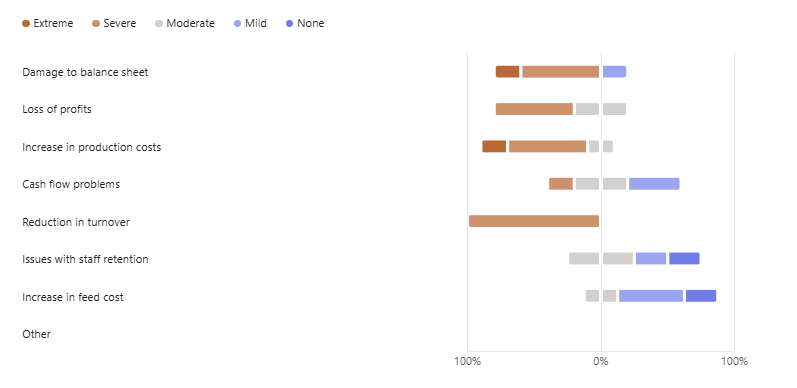 Extreme Severe Moderate Mild None
Damage to balance sheet
Loss of profits
Increase in production costs
Cash flow problems
Reduction in turnover
Issues with staff retention
Increase in feed cost
Other
100% 0% 100%